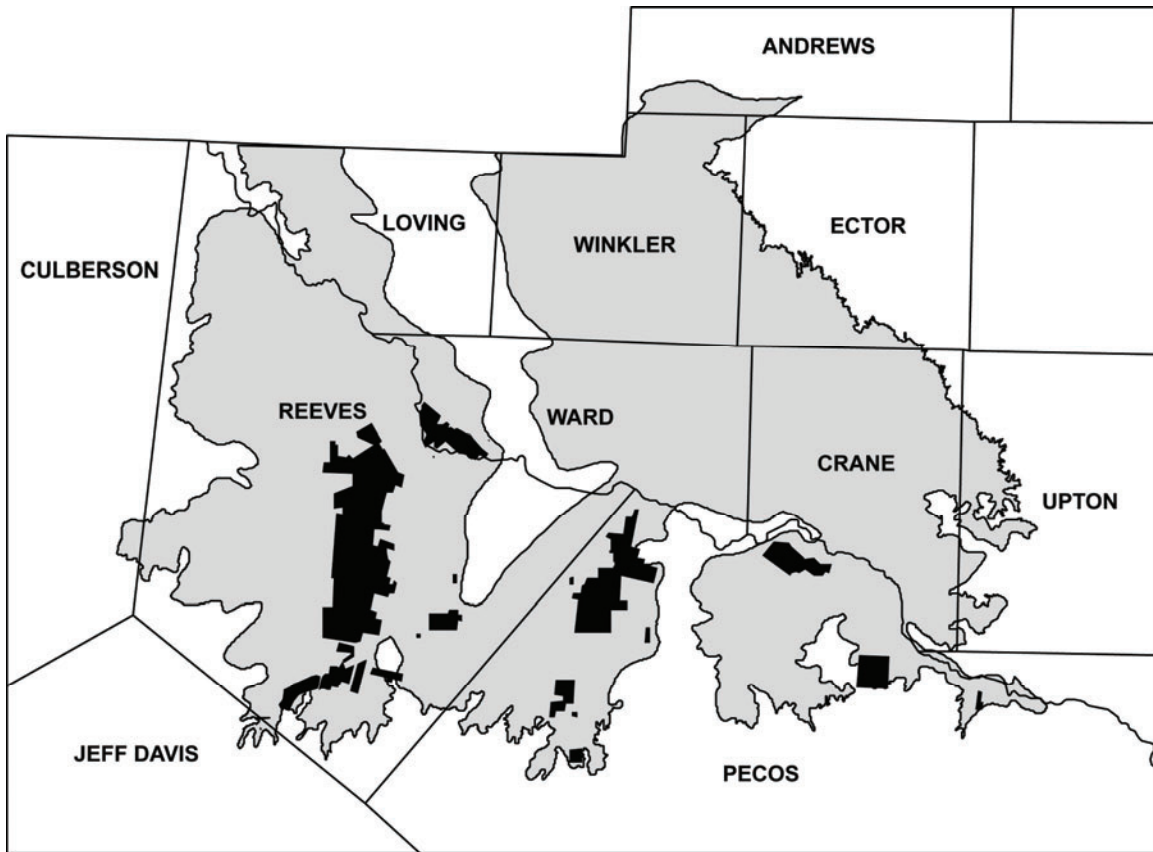 ANDREWS
LOVING
ECTOR
WINKLER
CULBERSON
REEVES
WARD
CRANE
UPTON
JEFF DAVIS
PECOS